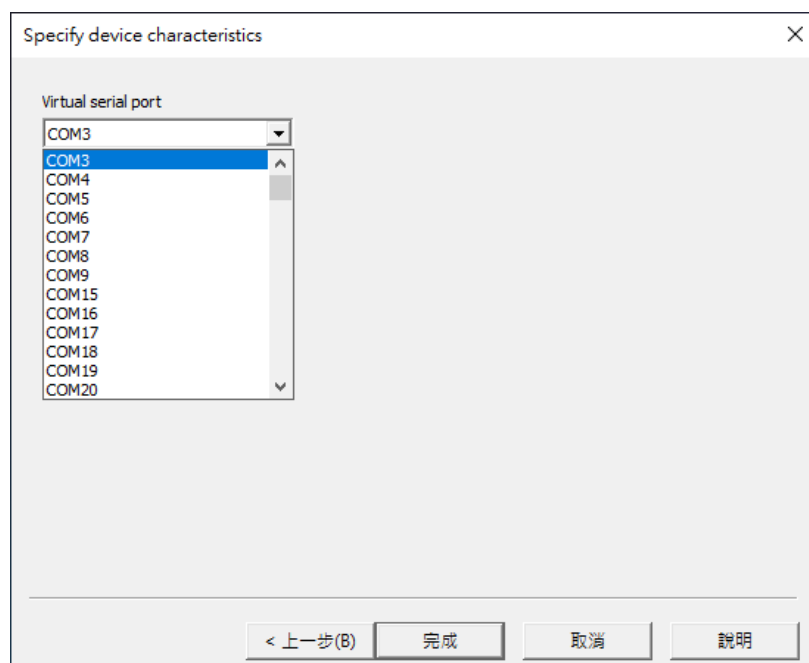 Specify device characteristics
Virtual serial port
COM3
COM3
COM4
COM5
COM6
COM7
COM8
COM9
COM15
COM16
COM17
COM18
COM19
COM20
< 上一步(B)
完成
取消
說明